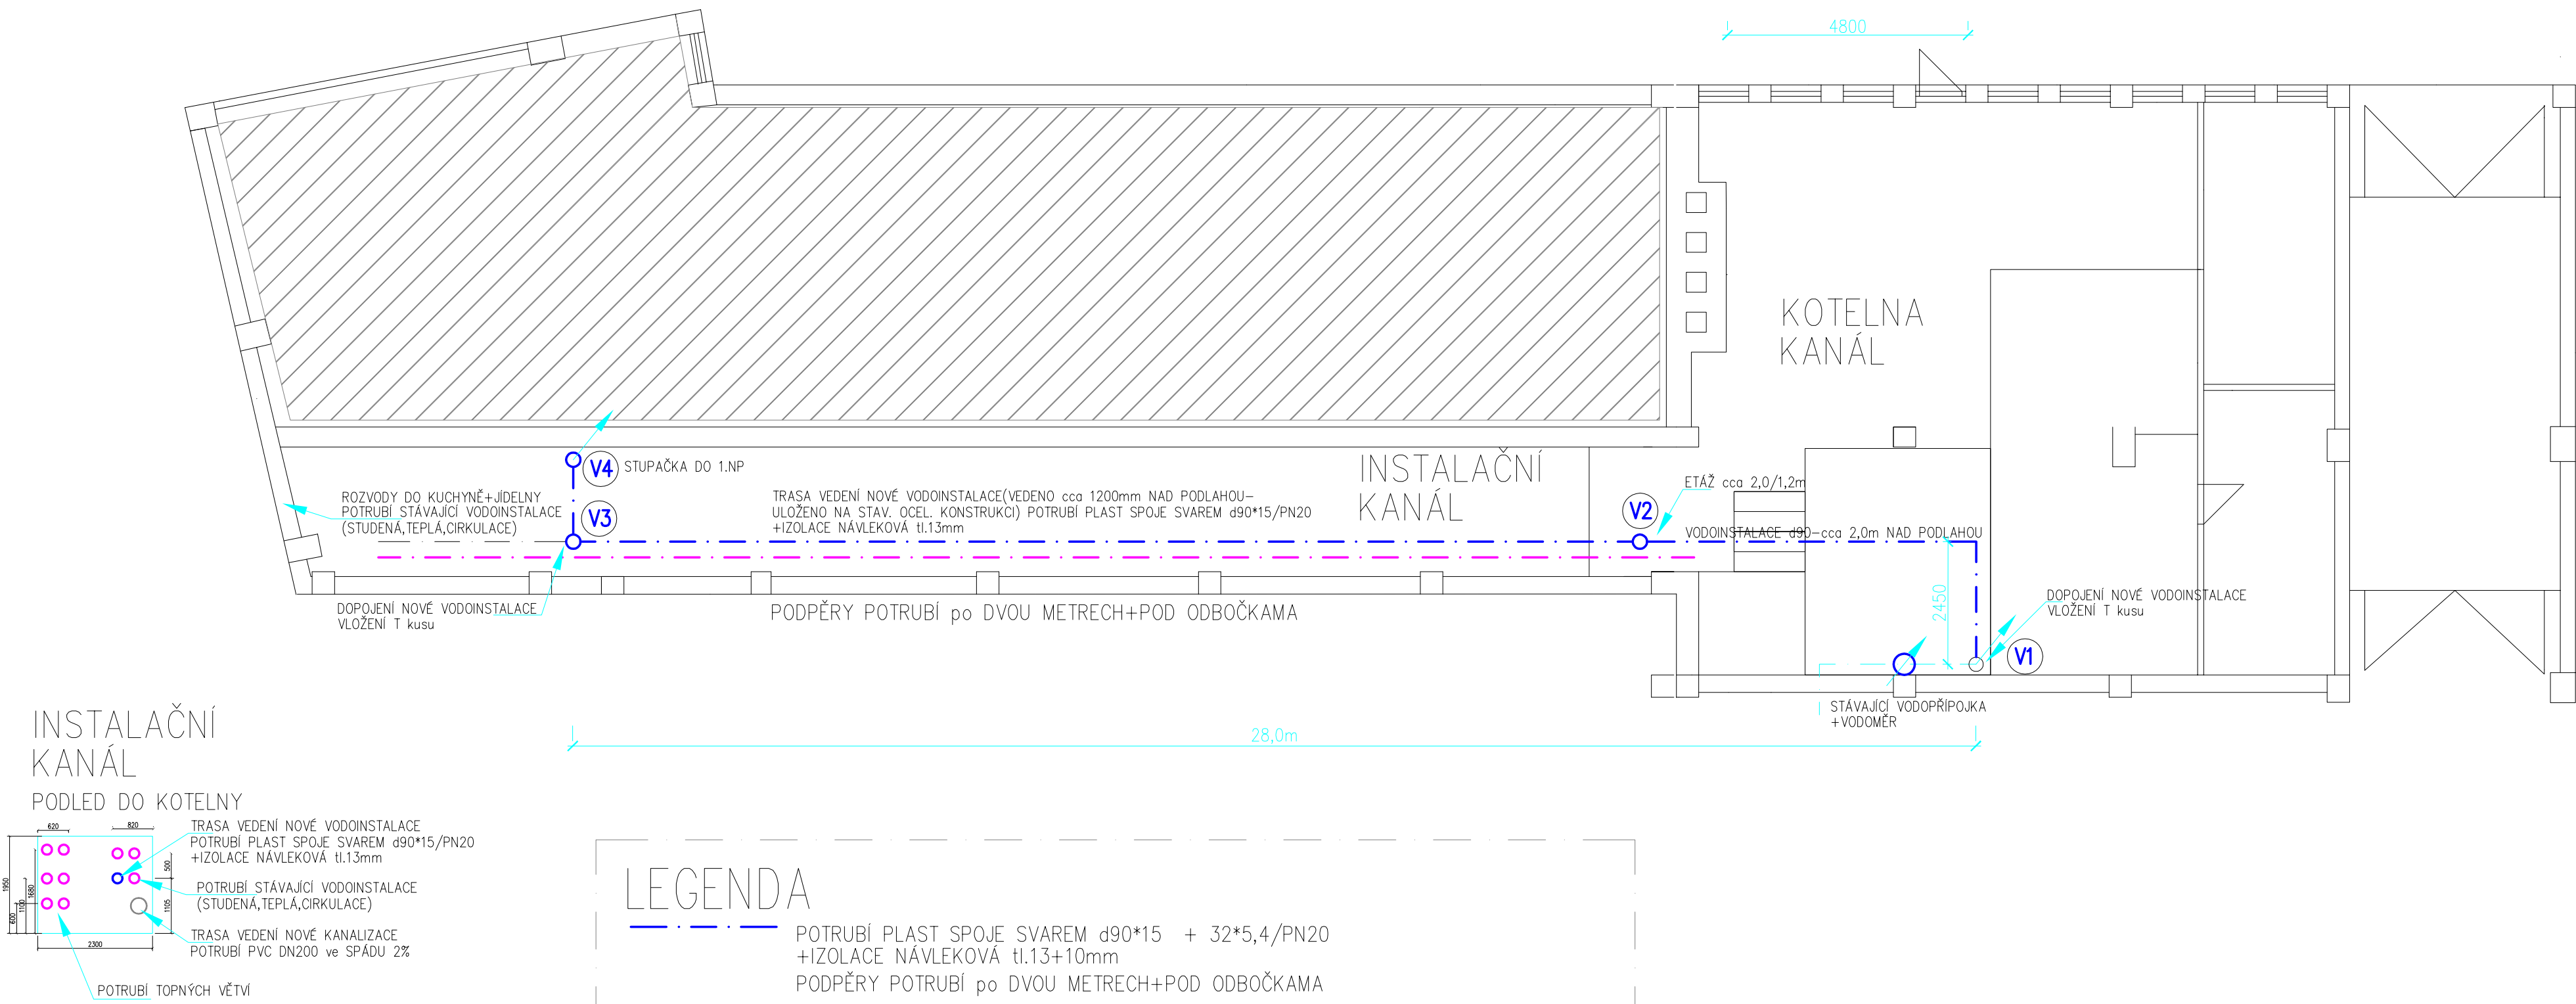 4800
KOTELNA
KANÁL
INSTALAČNÍ
KANÁL
V4 STUPAČKA DO 1.NP
ROZVODY DO KUCHYNĚ+JÍDELNY
POTRUBÍ STÁVAJÍCÍ VODOINSTALACE
(STUDENÁ,TEPLÁ,CIRKULACE)
V3
TRASA VEDENÍ NOVÉ VODOINSTALACE(VEDENO cca 1200mm NAD PODLAHOU-
ULOŽENO NA STAV. OCEL. KONSTRUKCI) POTRUBÍ PLAST SPOJE SVAREM d90*15/PN20
+IZOLACE NÁVLEKOVÁ tl.13mm
ETÁŽ cca 2,0/1,2m
V2
VODOINSTALACE d90-cca 2,0m NAD PODLAHOU
2450
DOPOJENÍ NOVÉ VODOINSTALACE
VLOŽENÍ T kusu
PODPĚRY POTRUBÍ po DVOU METRECH+POD ODBOČKAMA
DOPOJENÍ NOVÉ VODOINSTALACE
VLOŽENÍ T kusu
V1
STÁVAJÍCÍ VODOPŘÍPOJKA
+VODOMĚR
28,0m
INSTALAČNÍ
KANÁL
PODLED DO KOTELNY
620
820
1950
1680
1100
600
500
1105
2300
TRASA VEDENÍ NOVÉ VODOINSTALACE
POTRUBÍ PLAST SPOJE SVAREM d90*15/PN20
+IZOLACE NÁVLEKOVÁ tl.13mm
POTRUBÍ STÁVAJÍCÍ VODOINSTALACE
(STUDENÁ,TEPLÁ,CIRKULACE)
TRASA VEDENÍ NOVÉ KANALIZACE
POTRUBÍ PVC DN200 ve SPÁDU 2%
POTRUBÍ TOPNÝCH VĚTVÍ
LEGENDA
POTRUBÍ PLAST SPOJE SVAREM d90*15 + 32*5,4/PN20
+IZOLACE NÁVLEKOVÁ tl.13+10mm
PODPĚRY POTRUBÍ po DVOU METRECH+POD ODBOČKAMA